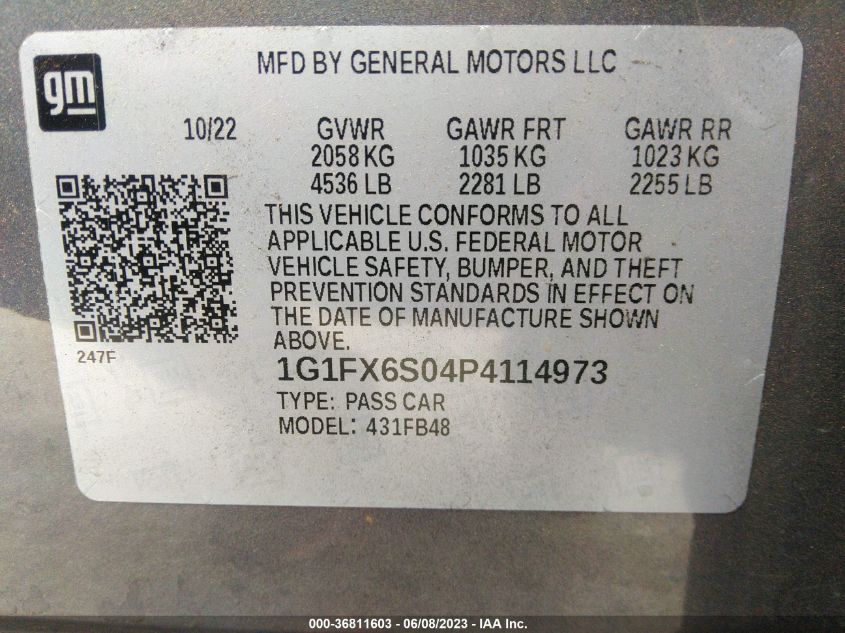 gm
MFD BY GENERAL MOTORS LLC
10/22 GVWR GAWR FRT GAWR RR
2058 KG 1035 KG 1023 KG
4536 LB 2281 LB 2255 LB
THIS VEHICLE CONFORMS TO ALL
APPLICABLE U.S. FEDERAL MOTOR
VEHICLE SAFETY, BUMPER, AND THEFT
PREVENTION STANDARDS IN EFFECT ON
THE DATE OF MANUFACTURE SHOWN
ABOVE.
247F
1G1FX6S04P4114973
TYPE: PASS CAR
MODEL: 431FB48
000-36811603 - 06/08/2023 - IAA Inc.